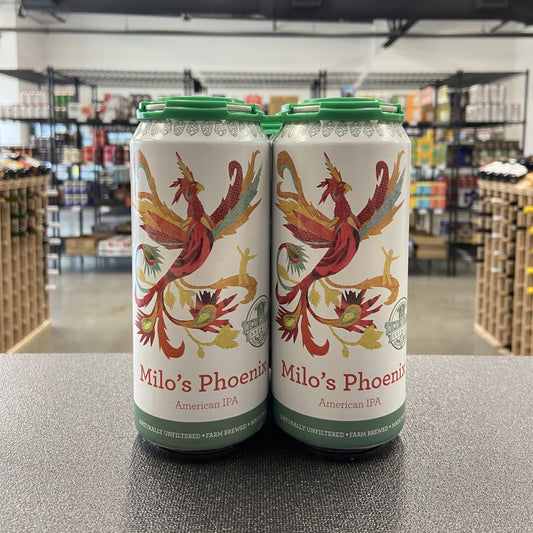 Milo's Phoenix
American IPA
NATURALLY UNFILTERED • FARM BREWED •
Milo's Phoenix
American IPA
NATURALLY UNFILTERED • FARM BREWED •